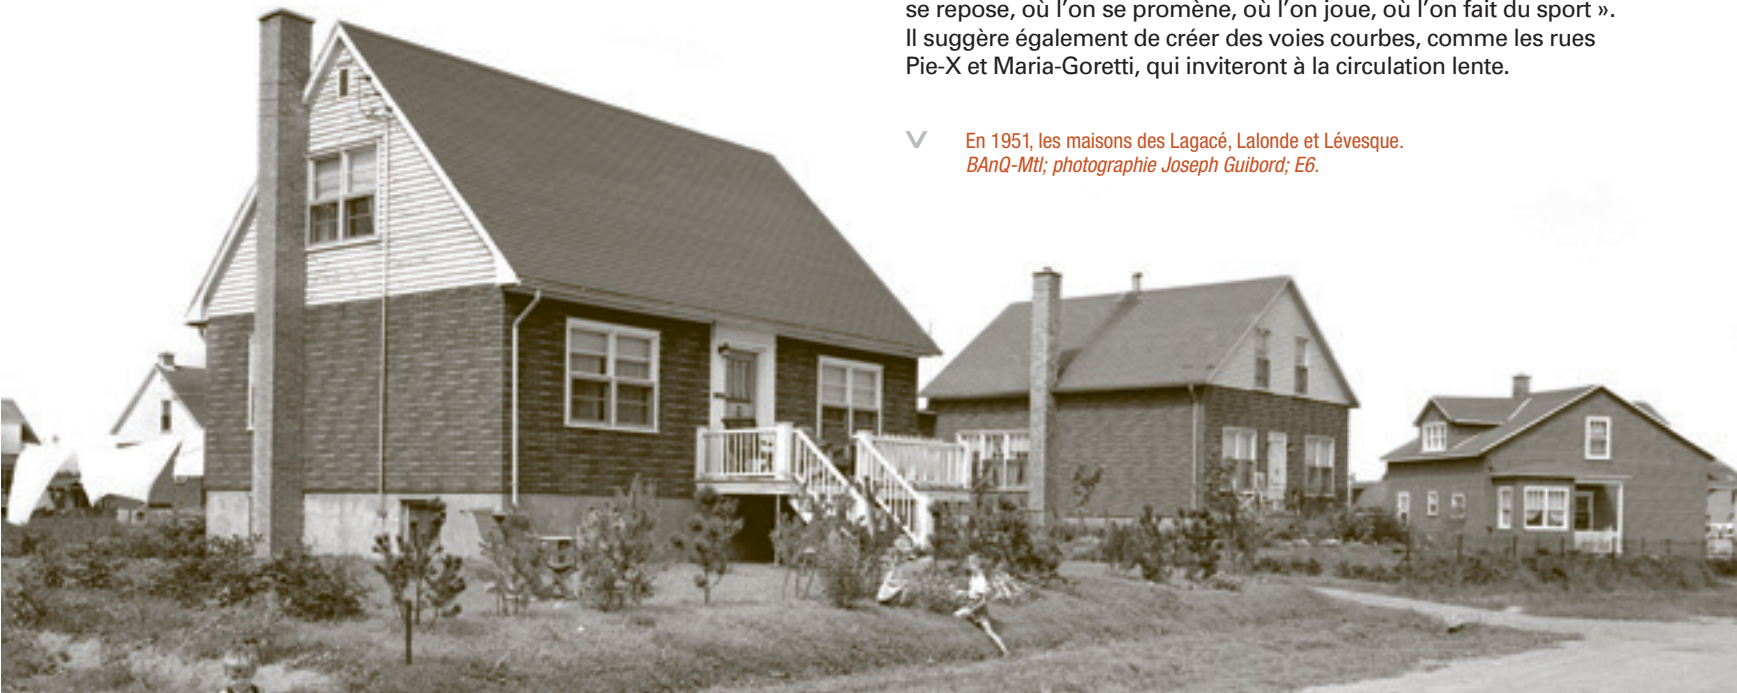 se repose, où l'on se promène, où l'on joue, où l'on fait du sport ».
Il suggère également de créer des voies courbes, comme les rues
Pie-X et Maria-Goretti, qui inviteront à la circulation lente.
En 1951, les maisons des Lagacé, Lalonde et Lévesque.
BAnQ-Mtl; photographie Joseph Guibord; E6.